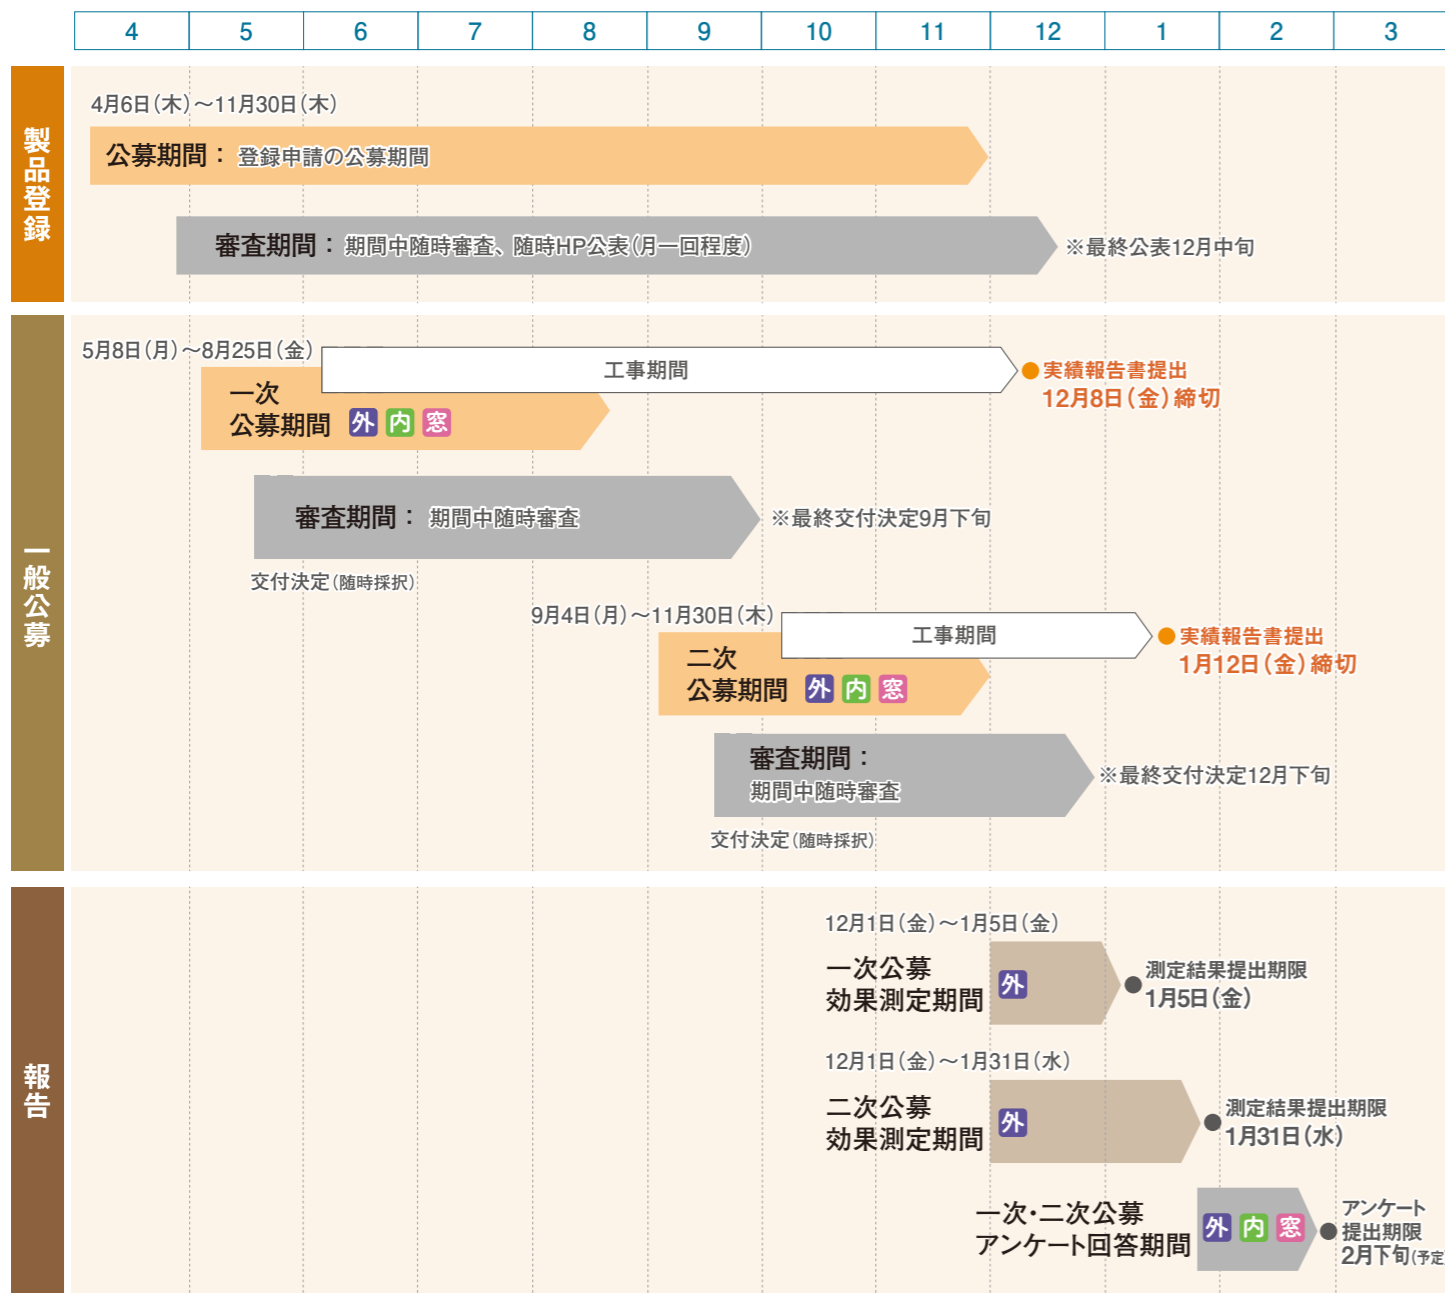 4 5 6 7 8 9 10 11 12 1 2 3
製品登録
4月6日(木)～11月30日(木)
公募期間：登録申請の公募期間
審査期間：期間中随時審査、随時HP公表(月一回程度)
※最終公表12月中旬
一般公募
5月8日(月)～8月25日(金)
工事期間
実績報告書提出
12月8日(金)締切
一次
公募期間 外 内 窓
審査期間：期間中随時審査
※最終交付決定9月下旬
交付決定(随時採択)
9月4日(月)～11月30日(木)
工事期間
実績報告書提出
1月12日(金)締切
二次
公募期間 外 内 窓
審査期間：
期間中随時審査
※最終交付決定12月下旬
交付決定(随時採択)
報告
12月1日(金)～1月5日(金)
一次公募
効果測定期間 外
測定結果提出期限
1月5日(金)
12月1日(金)～1月31日(水)
二次公募
効果測定期間 外
測定結果提出期限
1月31日(水)
一次・二次公募
アンケート回答期間 外 内 窓
アンケート
提出期限
2月下旬(予定)